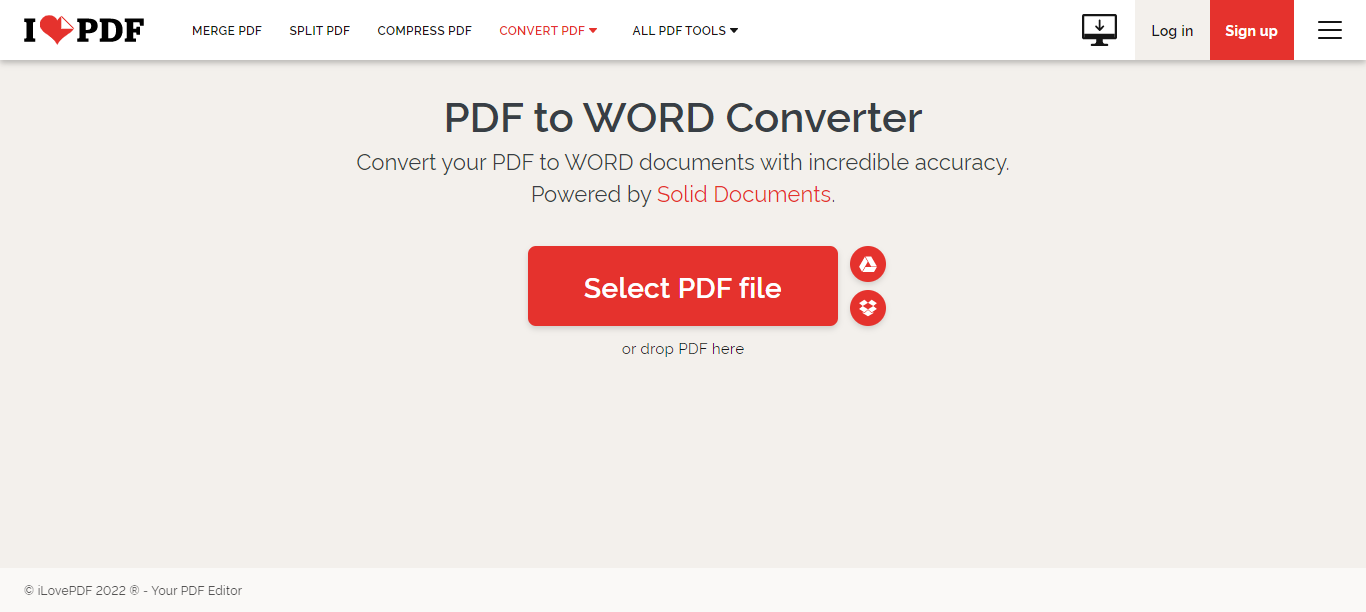 I PDF
MERGE PDF
SPLIT PDF
COMPRESS PDF
CONVERT PDF
ALL PDF TOOLS
Log in
Sign up
PDF to WORD Converter
Convert your PDF to WORD documents with incredible accuracy.
Powered by Solid Documents.
Select PDF file
or drop PDF here
© iLovePDF 2022 ® - Your PDF Editor